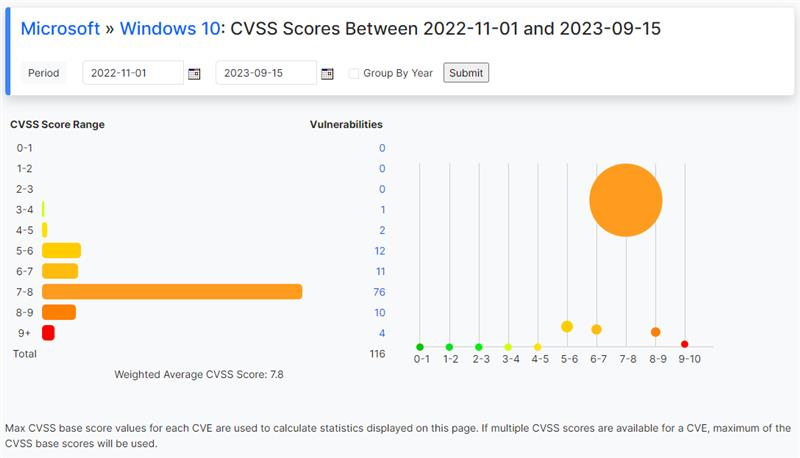 Microsoft » Windows 10: CVSS Scores Between 2022-11-01 and 2023-09-15
Period 2022-11-01 2023-09-15 Group By Year Submit
CVSS Score Range Vulnerabilities
0-1 0
1-2 0
2-3 0
3-4 1
4-5 2
5-6 12
6-7 11
7-8 76
8-9 10
9+ 4
Total 116
0-1 1-2 2-3 3-4 4-5 5-6 6-7 7-8 8-9 9-10
Weighted Average CVSS Score: 7.8
Max CVSS base score values for each CVE are used to calculate statistics displayed on this page. If multiple CVSS scores are available for a CVE, maximum of the
CVSS base scores will be used.